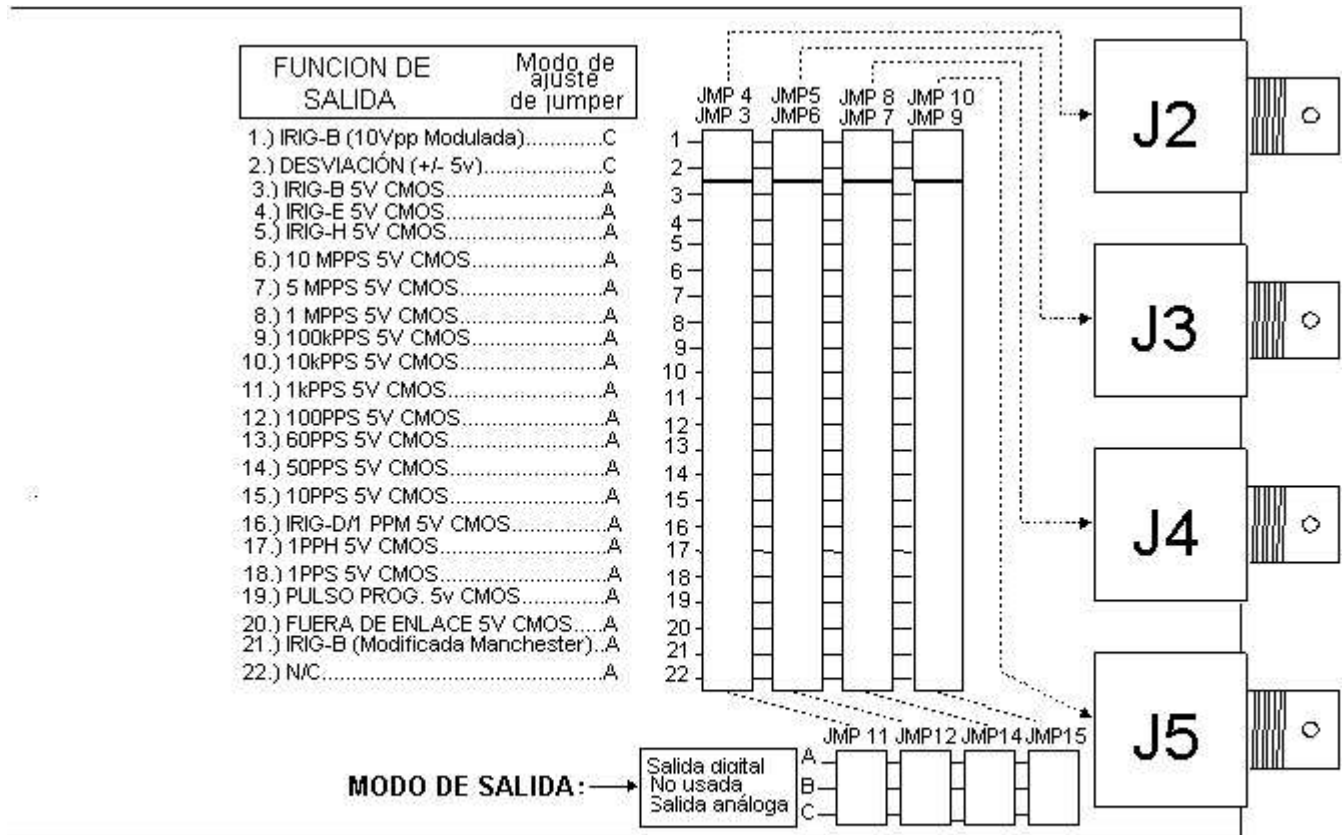 FUNCION DE SALIDA
Modo de ajuste de jumper
1.) IRIG-B (10Vpp Modulada).............C
2.) DESVIACIÓN (+/- 5v)..................C
3.) IRIG-B 5V CMOS.......................A
4.) IRIG-E 5V CMOS.......................A
5.) IRIG-H 5V CMOS.......................A
6.) 10 MPPS 5V CMOS...................A
7.) 5 MPPS 5V CMOS.....................A
8.) 1 MPPS 5V CMOS.....................A
9.) 100kPPS 5V CMOS...................A
10.) 10kPPS 5V CMOS.....................A
11.) 1kPPS 5V CMOS......................A
12.) 100PPS 5V CMOS.....................A
13.) 60PPS 5V CMOS.......................A
14.) 50PPS 5V CMOS.......................A
15.) 10PPS 5V CMOS.......................A
16.) IRIG-D/1 PPM 5V CMOS............A
17.) 1PPH 5V CMOS........................A
18.) 1PPS 5V CMOS........................A
19.) PULSO PROG. 5v CMOS............A
20.) FUERA DE ENLACE 5V CMOS.....A
21.) IRIG-B (Modificada Manchester)..A
22.) N/C...........................................A
JMP 4 JMP5 JMP 8 JMP 10
JMP 3 JMP6 JMP 7 JMP 9
1
2
3
4
5
6
7
8
9
10
11
12
13
14
15
16
17
18
19
20
21
22
J2
J3
J4
J5
JMP 11 JMP12 JMP14 JMP15
MODO DE SALIDA:
Salida digital A
No usada B
Salida análoga C